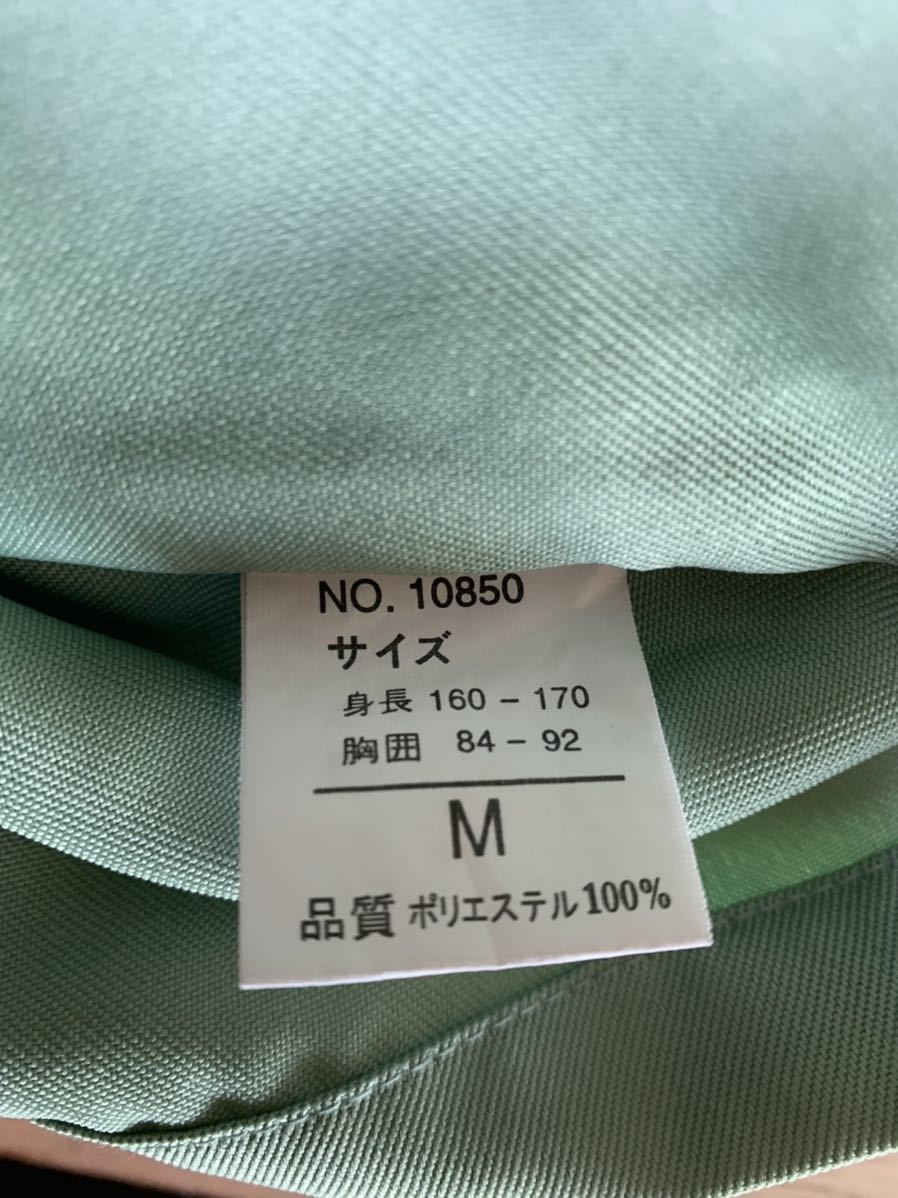 NO. 10850
サイズ
身長 160 - 170
胸囲 84 - 92
M
品質 ポリエステル100%